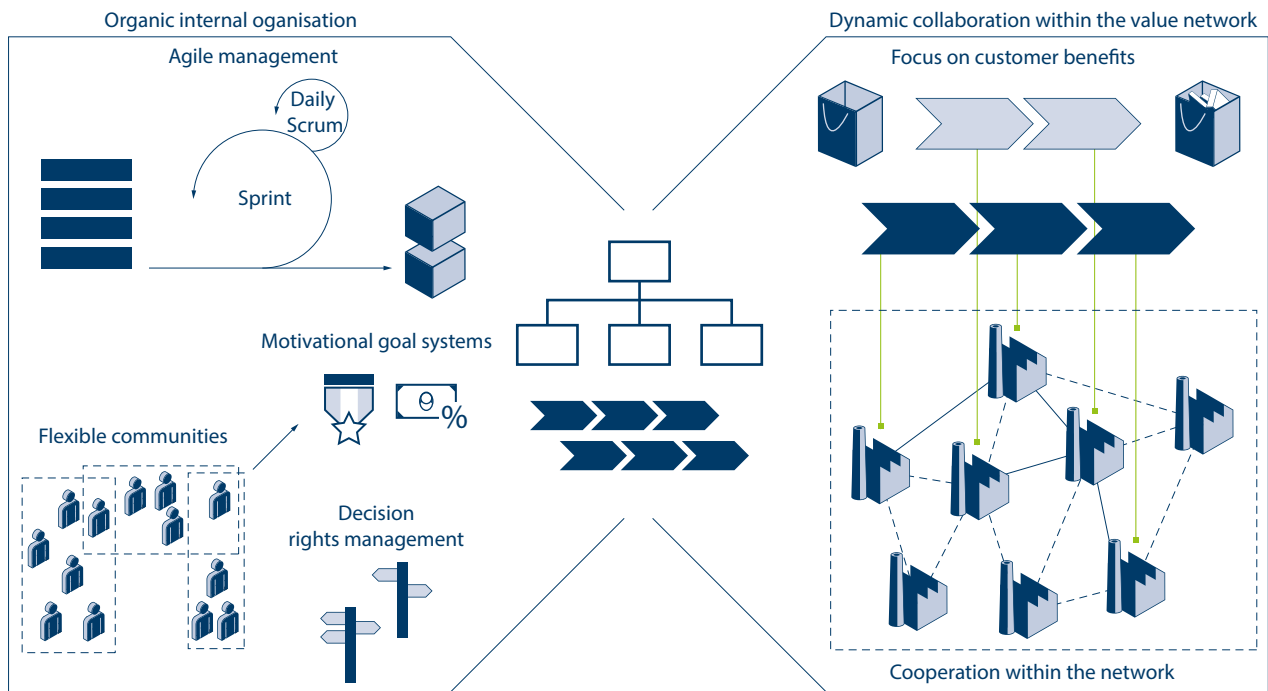 Organic internal oganisation
Agile management
Daily
Scrum
Sprint
Motivational goal systems
%
Flexible communities
Decision
rights management
Dynamic collaboration within the value network
Focus on customer benefits
Cooperation within the network